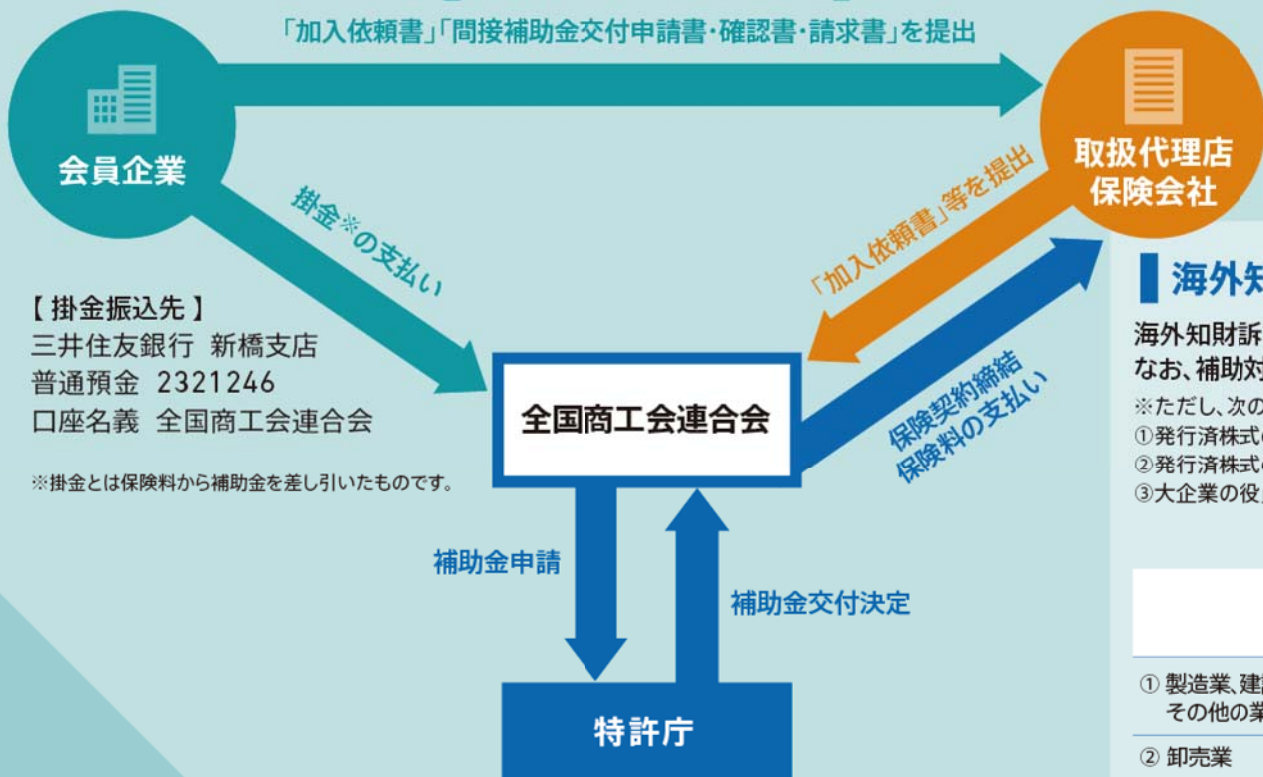 「加入依頼書」「間接補助金交付申請書・確認書・請求書」を提出
会員企業
取扱代理店
保険会社
掛金※の支払い
「加入依頼書」等を提出
【 掛金振込先 】
三井住友銀行 新橋支店
普通預金 2321246
口座名義 全国商工会連合会
※掛金とは保険料から補助金を差し引いたものです。
全国商工会連合会
保険契約締結
保険料の支払い
補助金申請
補助金交付決定
特許庁
海外知
海外知財訴
なお、補助対
※ただし、次の
①発行済株式
②発行済株式
③大企業の役
① 製造業、建
その他の業
② 卸売業